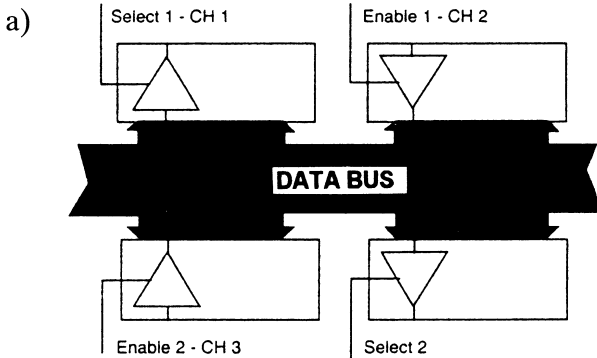 a)
Select 1 - CH 1
Enable 1 - CH 2
DATA BUS
Enable 2 - CH 3
Select 2